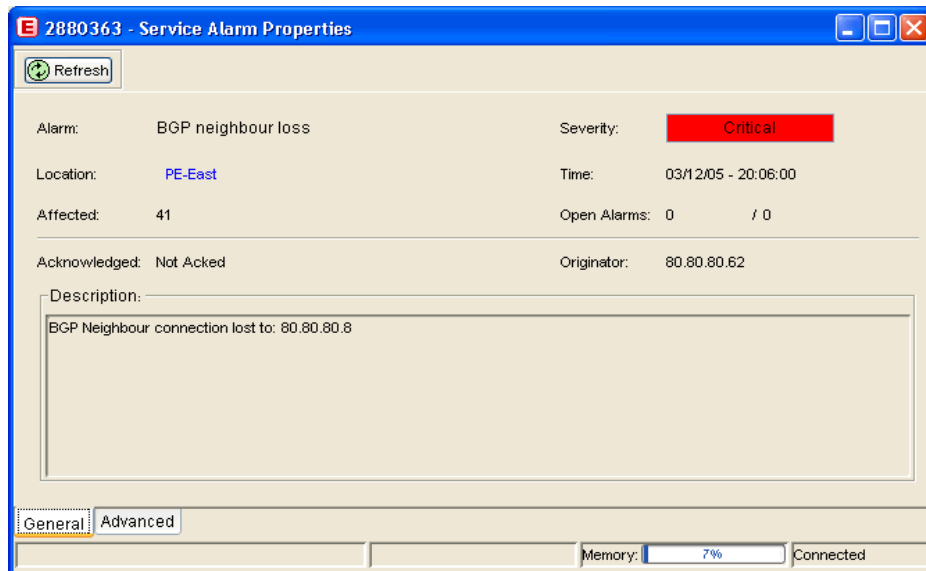 E 2880363 - Service Alarm Properties
Refresh
Alarm: BGP neighbour loss Severity: Critical
Location: PE-East Time: 03/12/05 - 20:06:00
Affected: 41 Open Alarms: 0 / 0
Acknowledged: Not Acked Originator: 80.80.80.62
Description:
BGP Neighbour connection lost to: 80.80.80.8
General Advanced
Memory: 7% Connected